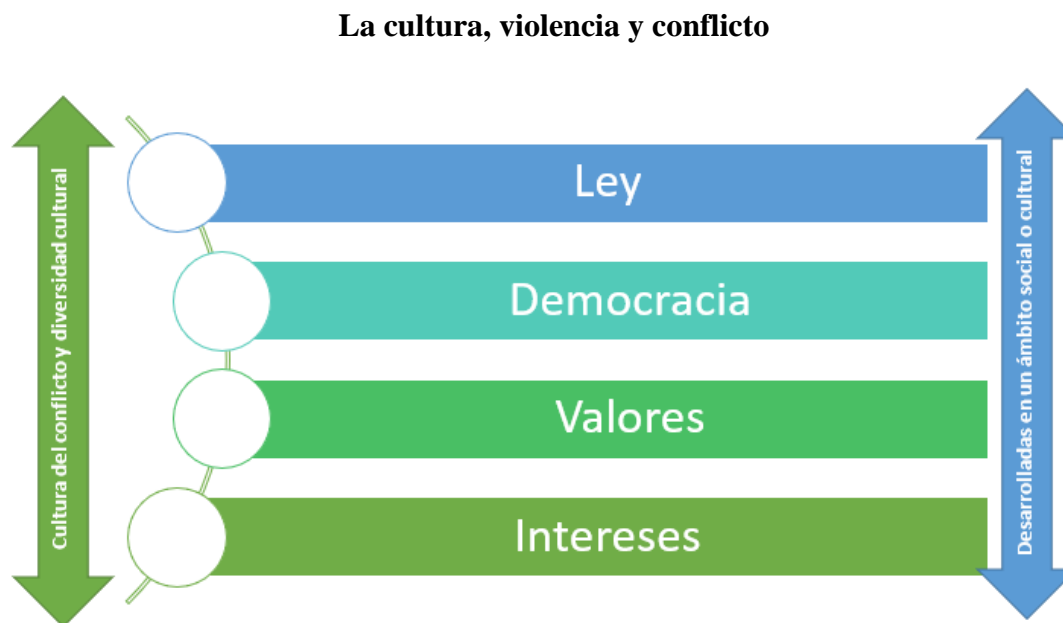 La cultura, violencia y conflicto
Cultura del conflicto y diversidad cultural
Ley
Democracia
Valores
Intereses
Desarrolladas en un ámbito social o cultural